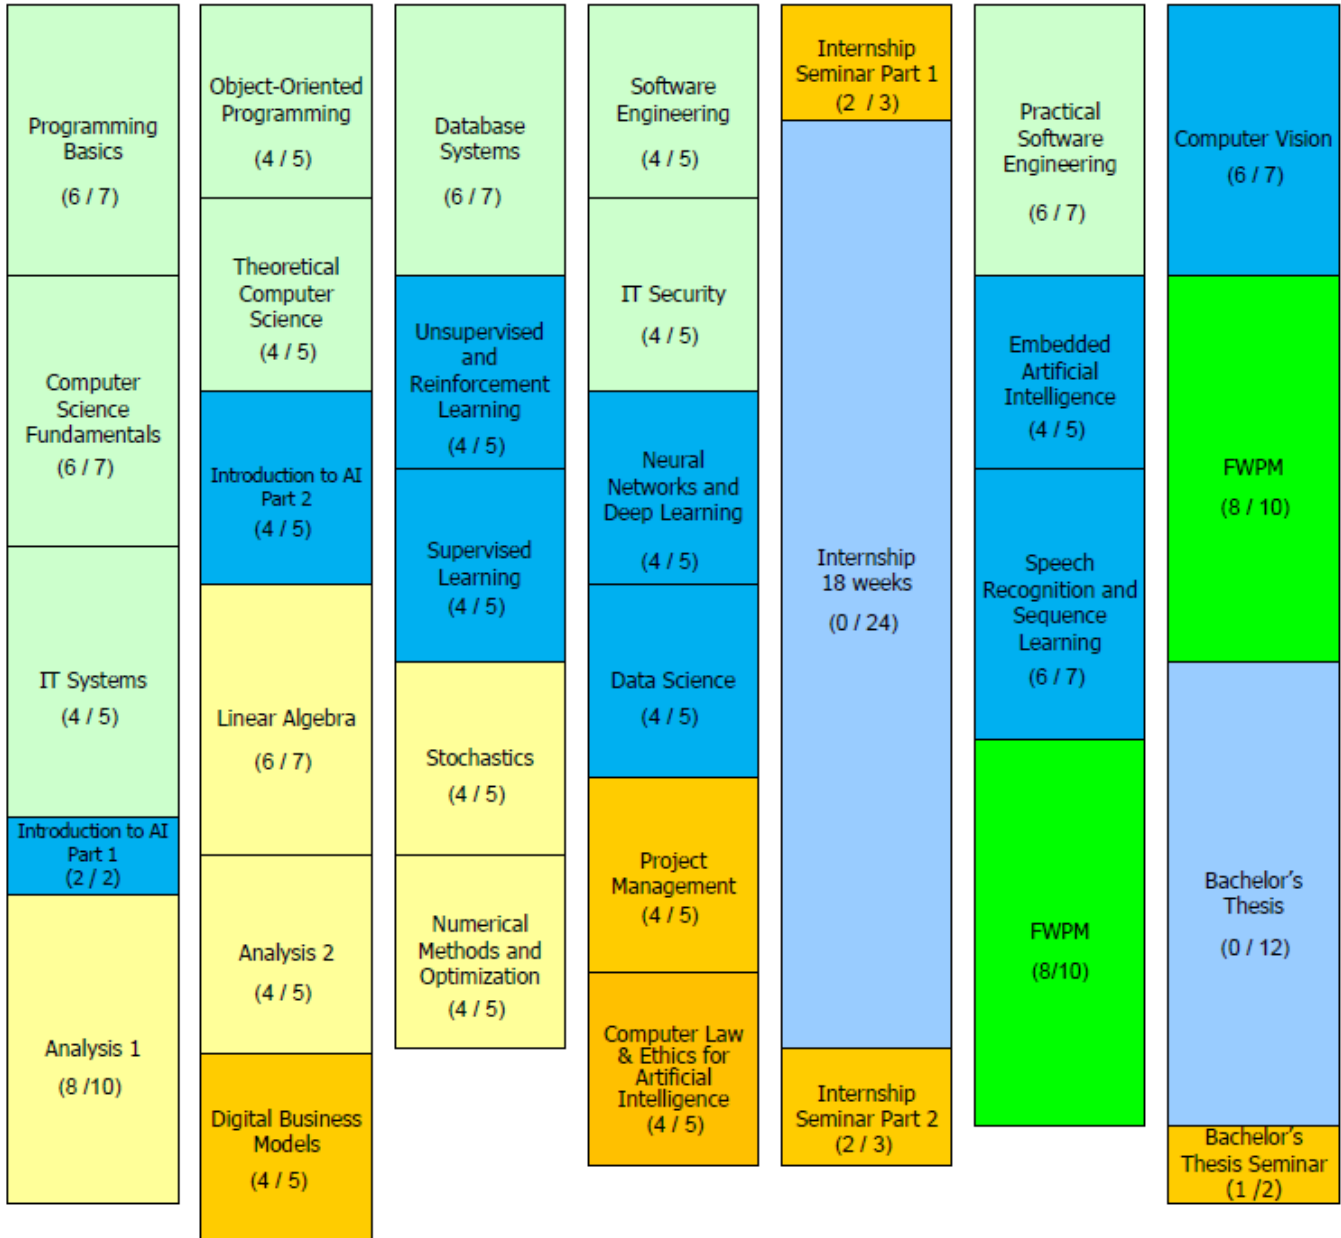 Programming
Basics
(6 / 7)
Computer
Science
Fundamentals
(6 / 7)
IT Systems
(4 / 5)
Introduction to AI
Part 1
(2 / 2)
Analysis 1
(8 /10)
Object-Oriented
Programming
(4 / 5)
Theoretical
Computer
Science
(4 / 5)
Introduction to AI
Part 2
(4 / 5)
Linear Algebra
(6 / 7)
Analysis 2
(4 / 5)
Digital Business
Models
(4 / 5)
Database
Systems
(6 / 7)
Unsupervised
and
Reinforcement
Learning
(4 / 5)
Supervised
Learning
(4 / 5)
Stochastics
(4 / 5)
Numerical
Methods and
Optimization
(4 / 5)
Software
Engineering
(4 / 5)
IT Security
(4 / 5)
Neural
Networks and
Deep Learning
(4 / 5)
Data Science
(4 / 5)
Project
Management
(4 / 5)
Computer Law
& Ethics for
Artificial
Intelligence
(4 / 5)
Internship
Seminar Part 1
(2 / 3)
Internship
18 weeks
(0 / 24)
Internship
Seminar Part 2
(2 / 3)
Practical
Software
Engineering
(6 / 7)
Embedded
Artificial
Intelligence
(4 / 5)
Speech
Recognition and
Sequence
Learning
(6 / 7)
FWPM
(8/10)
Computer Vision
(6 / 7)
FWPM
(8 / 10)
Bachelor’s
Thesis
(0 / 12)
Bachelor’s
Thesis Seminar
(1 /2)